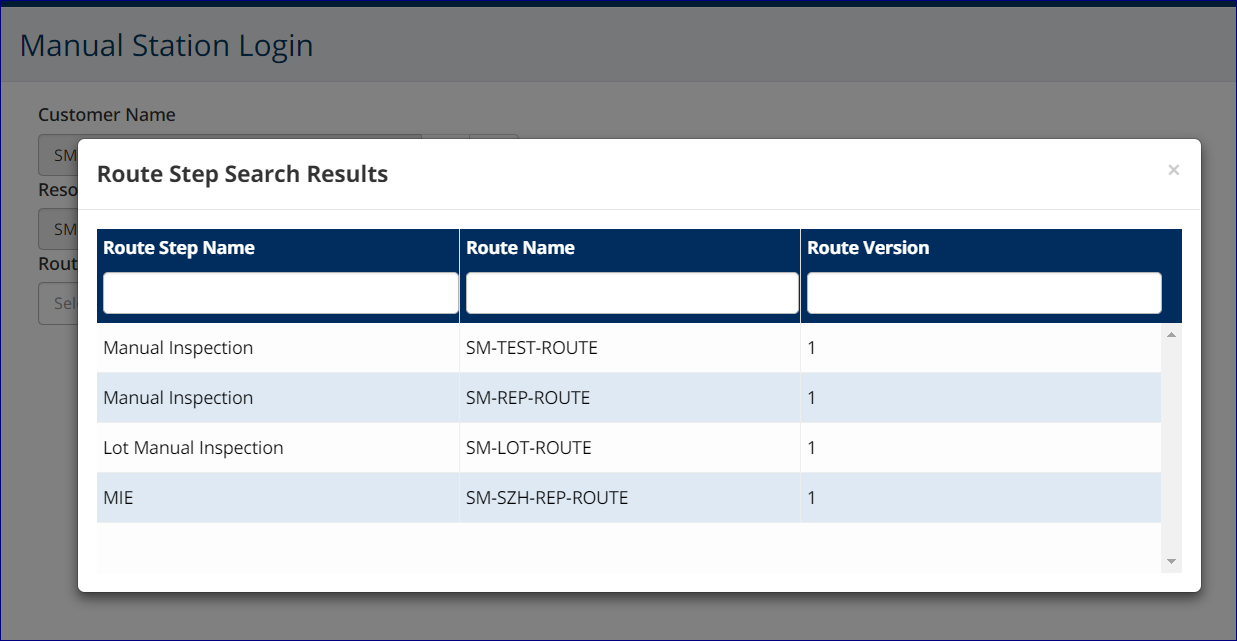 Manual Station Login
Customer Name
SM
Reso
SM
Rout
Sel
Route Step Search Results
×
Route Step Name Route Name Route Version
Manual Inspection SM-TEST-ROUTE 1
Manual Inspection SM-REP-ROUTE 1
Lot Manual Inspection SM-LOT-ROUTE 1
MIE SM-SZH-REP-ROUTE 1